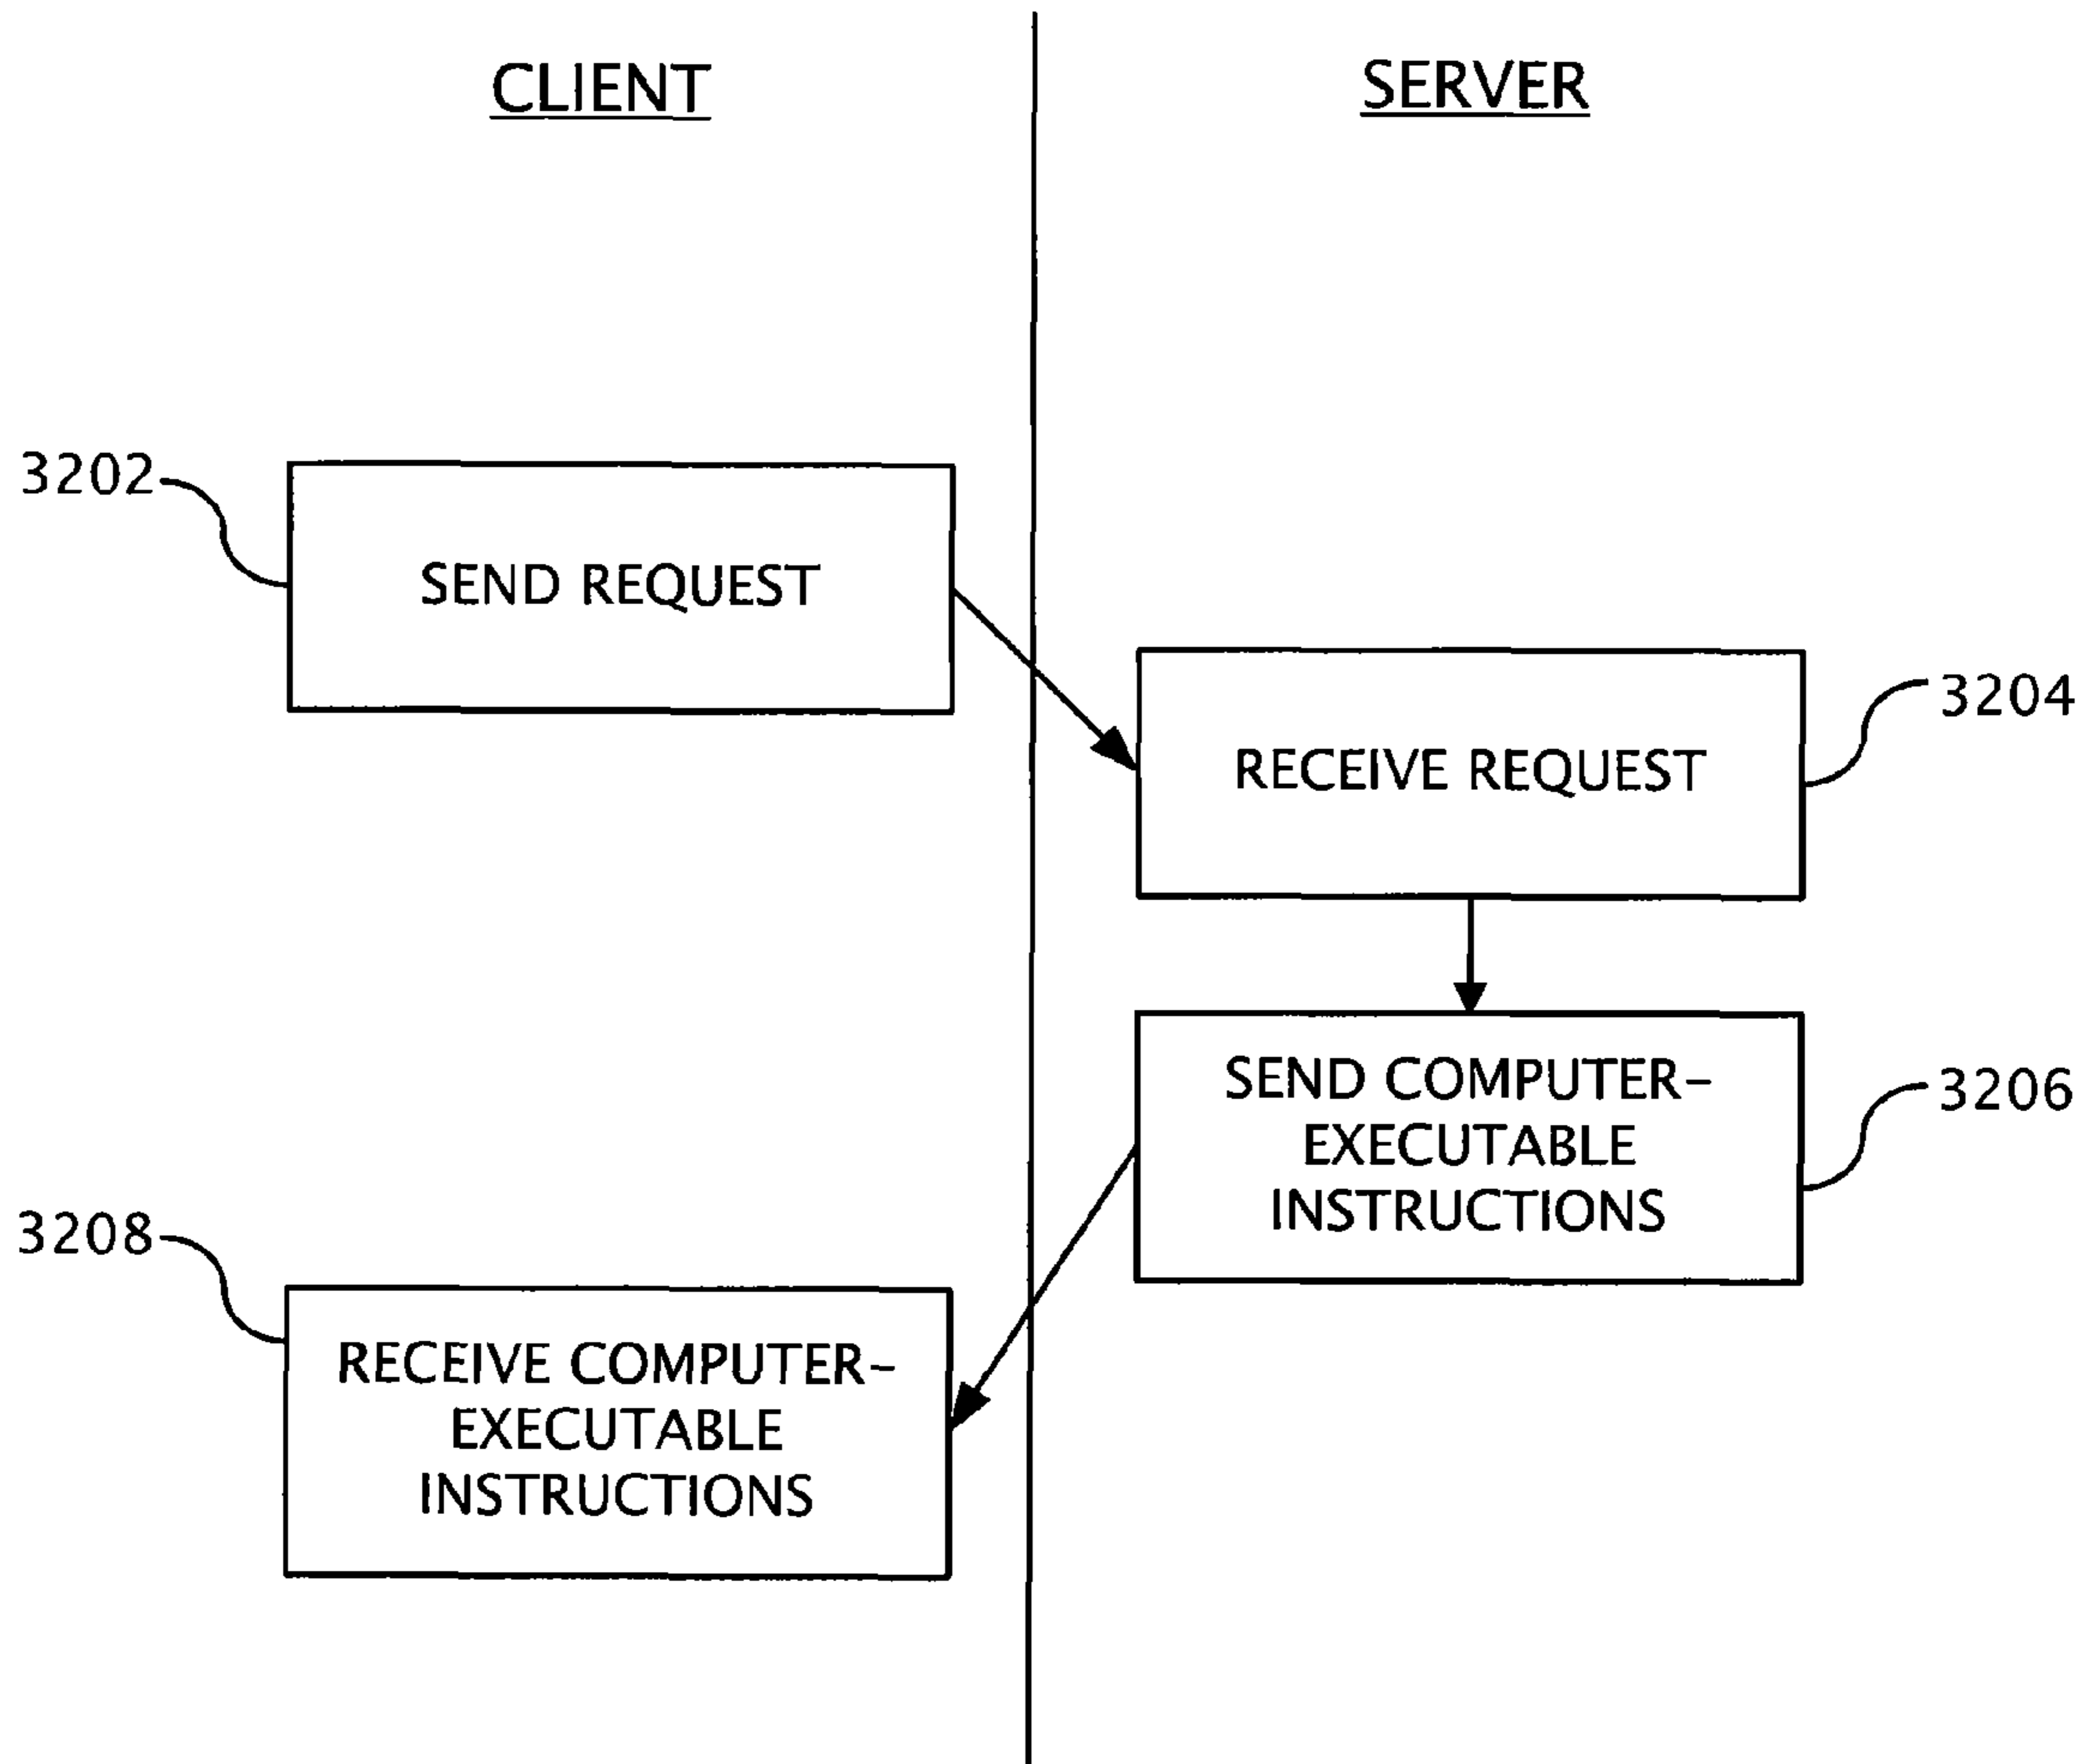 CLIENT
SERVER
3202
SEND REQUEST
3204
RECEIVE REQUEST
SEND COMPUTER-
EXECUTABLE
INSTRUCTIONS
3206
3208
RECEIVE COMPUTER-
EXECUTABLE
INSTRUCTIONS